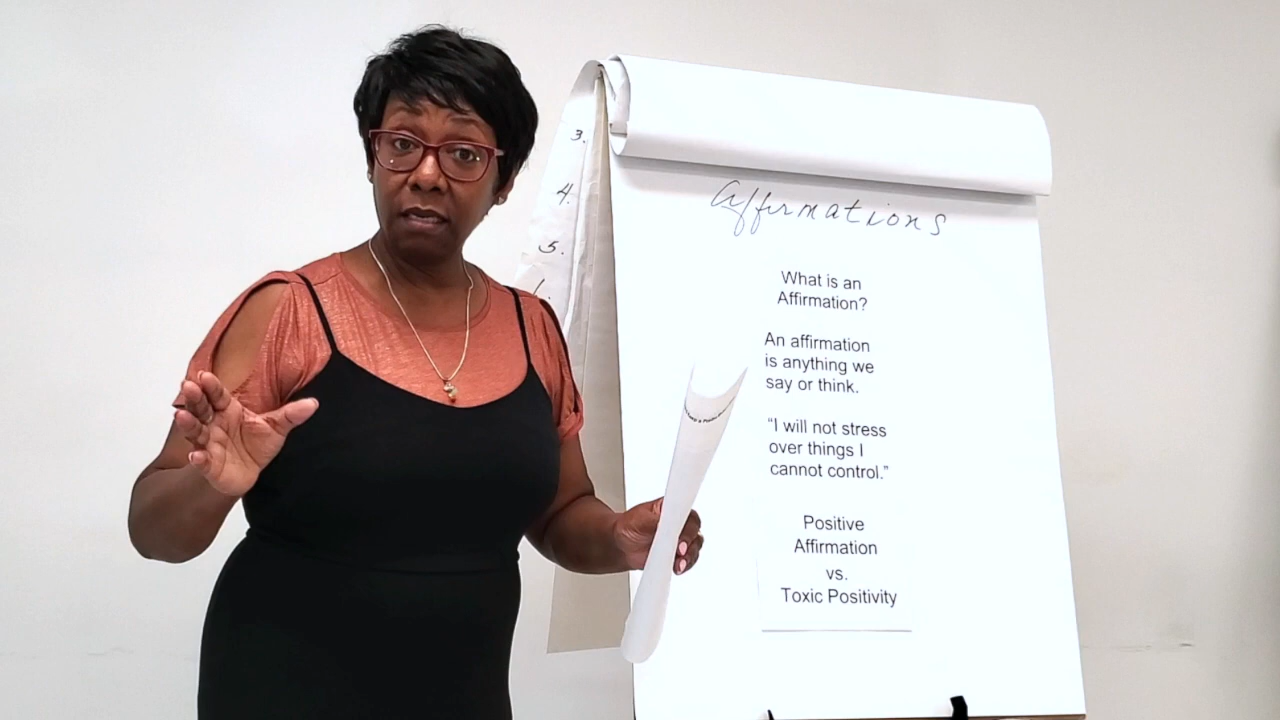 3.
4.
5.
Affirmations
What is an
Affirmation?
An affirmation
is anything we
say or think.
“I will not stress
over things I
cannot control.”
Positive
Affirmation
vs.
Toxic Positivity